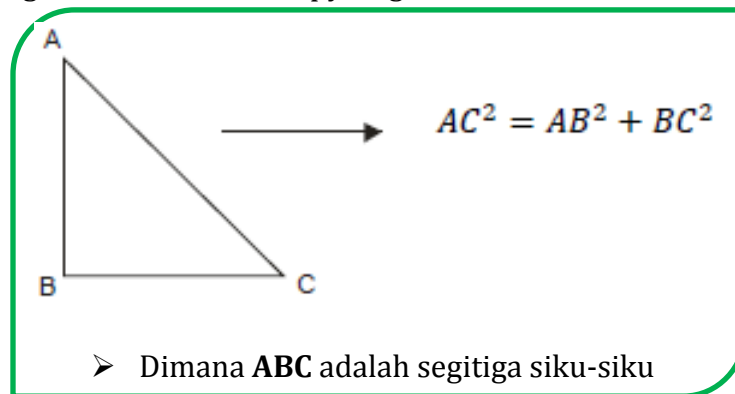 A
AC² = AB² + BC²
B
C
➢ Dimana ABC adalah segitiga siku-siku